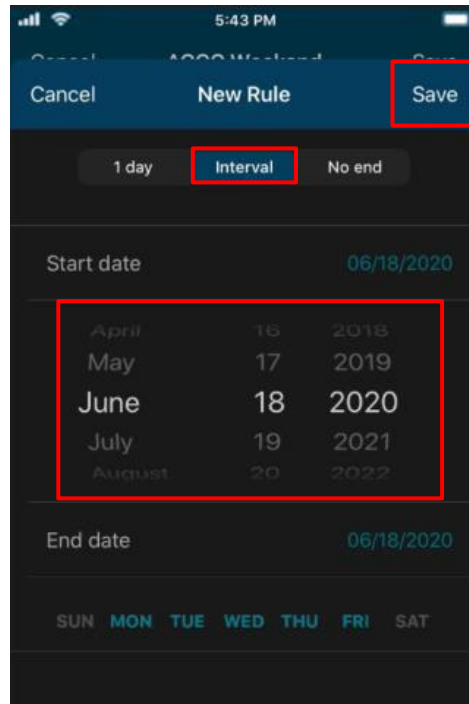 5:43 PM
Cancel New Rule Save
1 day Interval No end
Start date 06/18/2020
April 16 2018
May 17 2019
June 18 2020
July 19 2021
August 20 2022
End date 06/18/2020
SUN MON TUE WED THU FRI SAT